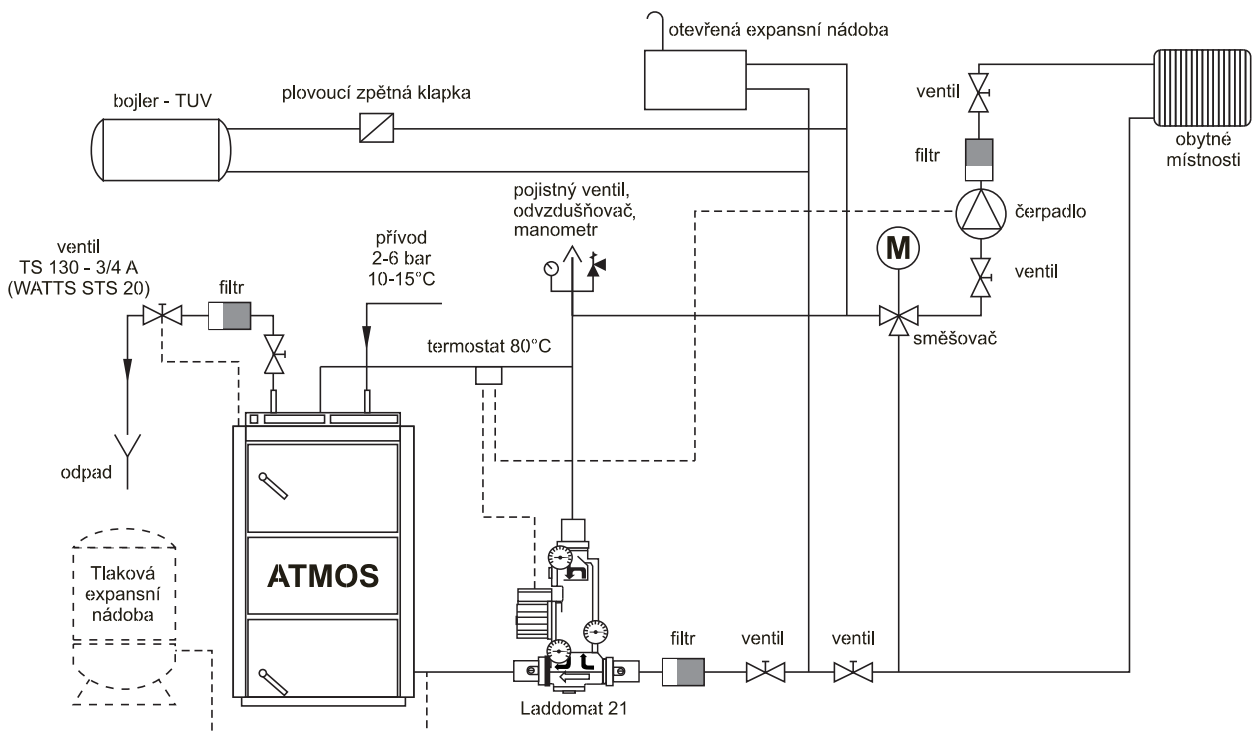 otevřená expansní nádoba
bojler - TUV
plovoucí zpětná klapka
ventil
filtr
obytné
místnosti
pojistný ventil,
odvzdušňovač,
manometr
čerpadlo
ventil
TS 130 - 3/4 A
(WATTS STS 20)
filtr
přívod
2-6 bar
10-15°C
M
ventil
směšovač
termostat 80°C
odpad
ATMOS
Tlaková
expansní
nádoba
filtr
ventil
ventil
Laddomat 21